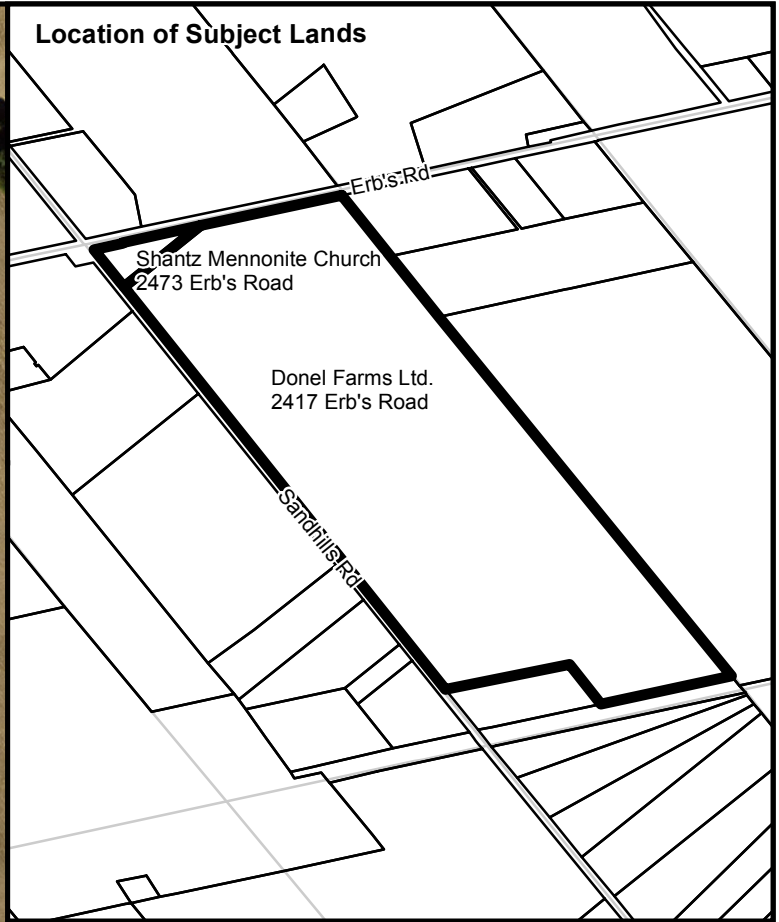 Location of Subject Lands
Erb's Rd
Shantz Mennonite Church
2473 Erb's Road
Donel Farms Ltd.
2417 Erb's Road
Sandhills Rd